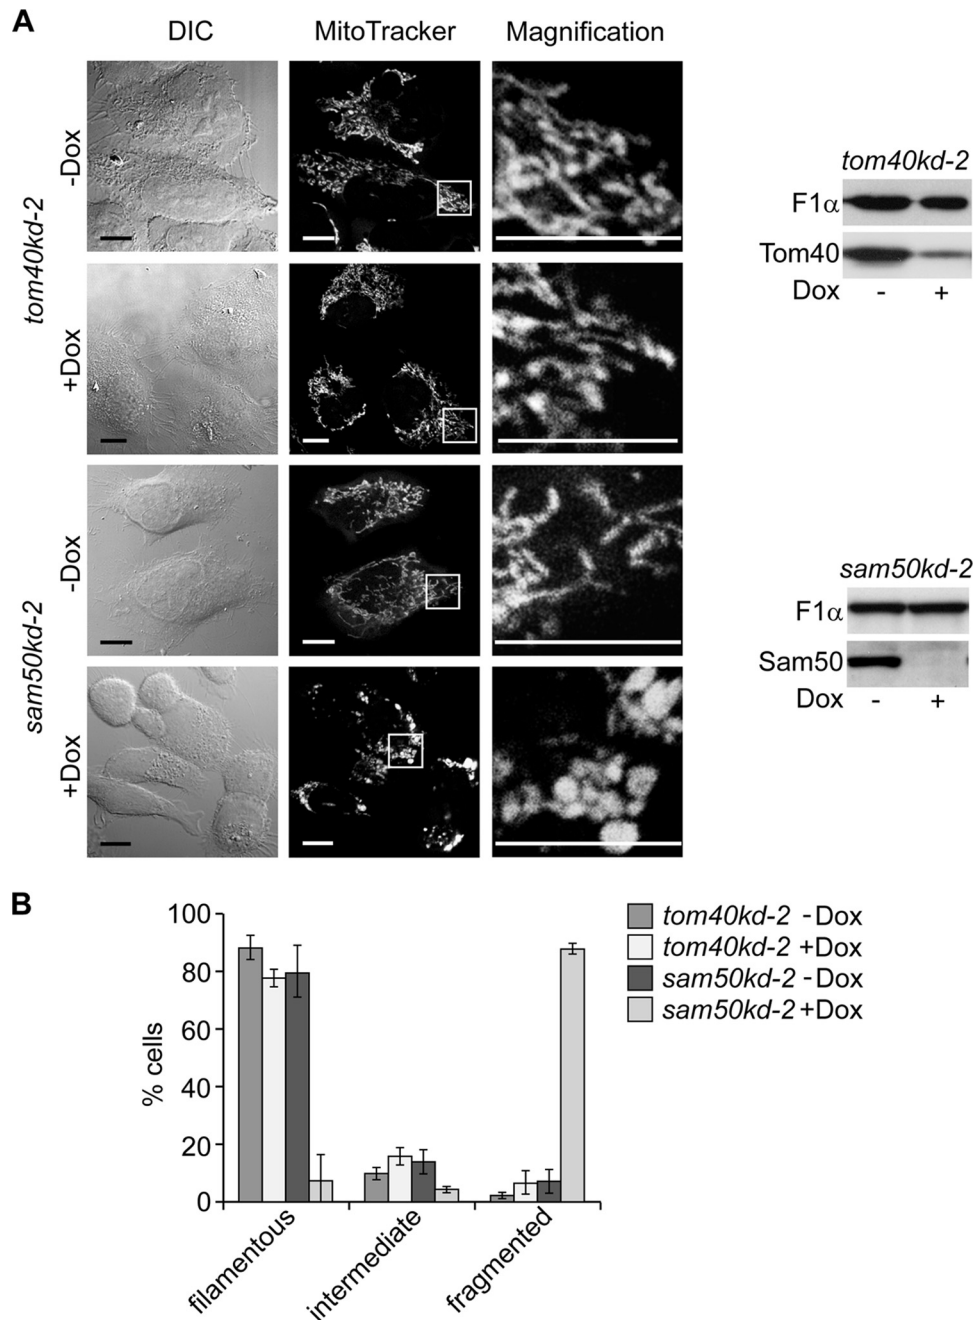 A
DIC
MitoTracker
Magnification
tom40kd-2
-Dox
+Dox
sam50kd-2
-Dox
+Dox
tom40kd-2
F1α
Tom40
Dox - +
sam50kd-2
F1α
Sam50
Dox - +
B
% cells
100
80
60
40
20
0
filamentous
intermediate
fragmented
tom40kd-2 -Dox
tom40kd-2 +Dox
sam50kd-2 -Dox
sam50kd-2 +Dox